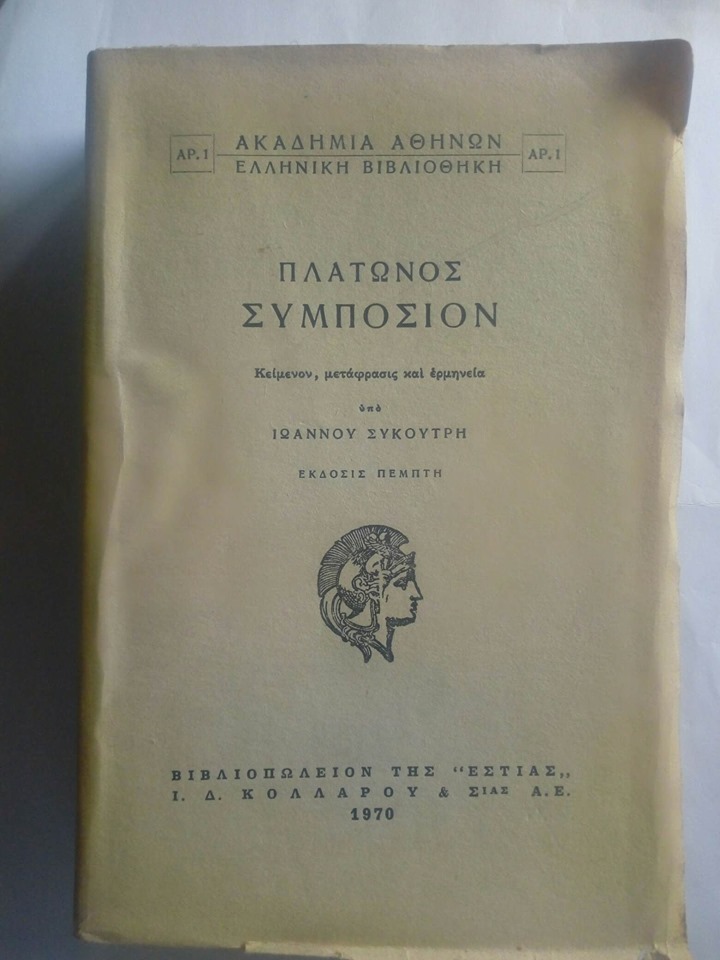 ΑΡ. 1 ΑΚΑΔΗΜΙΑ ΑΘΗΝΩΝ ΑΡ. 1
ΕΛΛΗΝΙΚΗ ΒΙΒΛΙΟΘΗΚΗ
ΠΛΑΤΩΝΟΣ
ΣΥΜΠΟΣΙΟΝ
Κείμενον, μετάφρασις καὶ ἑρμηνεία
ὑπὸ
ΙΩΑΝΝΟΥ ΣΥΚΟΥΤΡΗ
ΕΚΔΟΣΙΣ ΠΕΜΠΤΗ
ΒΙΒΛΙΟΠΩΛΕΙΟΝ ΤΗΣ “ΕΣΤΙΑΣ,,
Ι. Δ. ΚΟΛΛΑΡΟΥ & ΣΙΑΣ Α.Ε.
1970